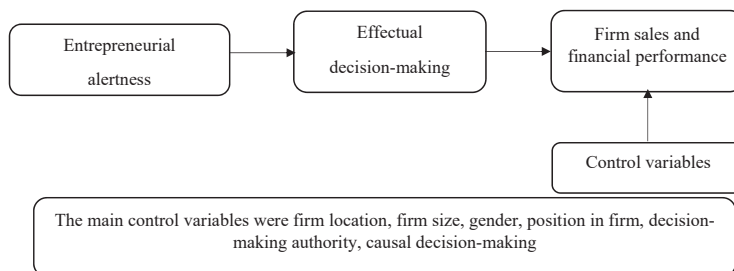 Entrepreneurial
alertness
Effectual
decision-making
Firm sales and
financial performance
Control variables
The main control variables were firm location, firm size, gender, position in firm, decision-
making authority, causal decision-making